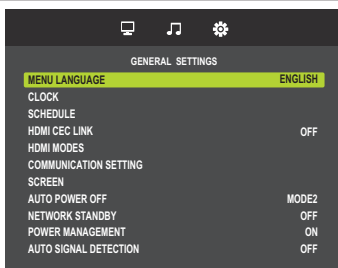 GENERAL SETTINGS
MENU LANGUAGE ENGLISH
CLOCK
SCHEDULE
HDMI CEC LINK OFF
HDMI MODES
COMMUNICATION SETTING
SCREEN
AUTO POWER OFF MODE2
NETWORK STANDBY OFF
POWER MANAGEMENT ON
AUTO SIGNAL DETECTION OFF